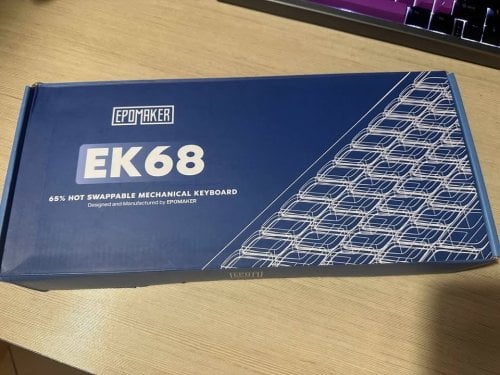 EPOMAKER
EK68
65% HOT SWAPPABLE MECHANICAL KEYBOARD
Designed and Manufactured by EPOMAKER